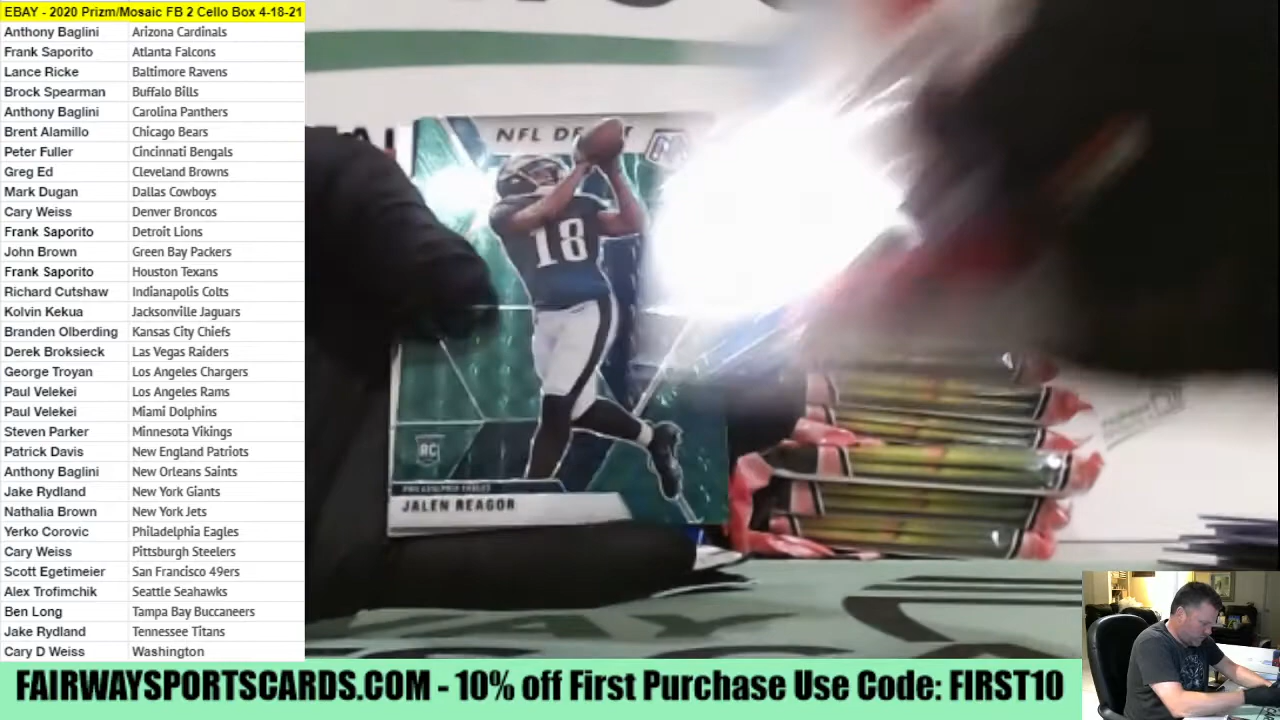 EBAY - 2020 Prizm/Mosaic FB 2 Cello Box 4-18-21
Anthony Baglini Arizona Cardinals
Frank Saporito Atlanta Falcons
Lance Ricke Baltimore Ravens
Brock Spearman Buffalo Bills
Anthony Baglini Carolina Panthers
Brent Alamillo Chicago Bears
Peter Fuller Cincinnati Bengals
Greg Ed Cleveland Browns
Mark Dugan Dallas Cowboys
Cary Weiss Denver Broncos
Frank Saporito Detroit Lions
John Brown Green Bay Packers
Frank Saporito Houston Texans
Richard Cutshaw Indianapolis Colts
Kolvin Kekua Jacksonville Jaguars
Branden Olberding Kansas City Chiefs
Derek Broksieck Las Vegas Raiders
George Troyan Los Angeles Chargers
Paul Velekei Los Angeles Rams
Paul Velekei Miami Dolphins
Steven Parker Minnesota Vikings
Patrick Davis New England Patriots
Anthony Baglini New Orleans Saints
Jake Rydland New York Giants
Nathalia Brown New York Jets
Yerko Corovic Philadelphia Eagles
Cary Weiss Pittsburgh Steelers
Scott Egetimeier San Francisco 49ers
Alex Trofimchik Seattle Seahawks
Ben Long Tampa Bay Buccaneers
Jake Rydland Tennessee Titans
Cary D Weiss Washington
NFL
18
RC
PHILADELPHIA EAGLES
JALEN REAGOR
FAIRWAYSPORTSCARDS.COM - 10% off First Purchase Use Code: FIRST10